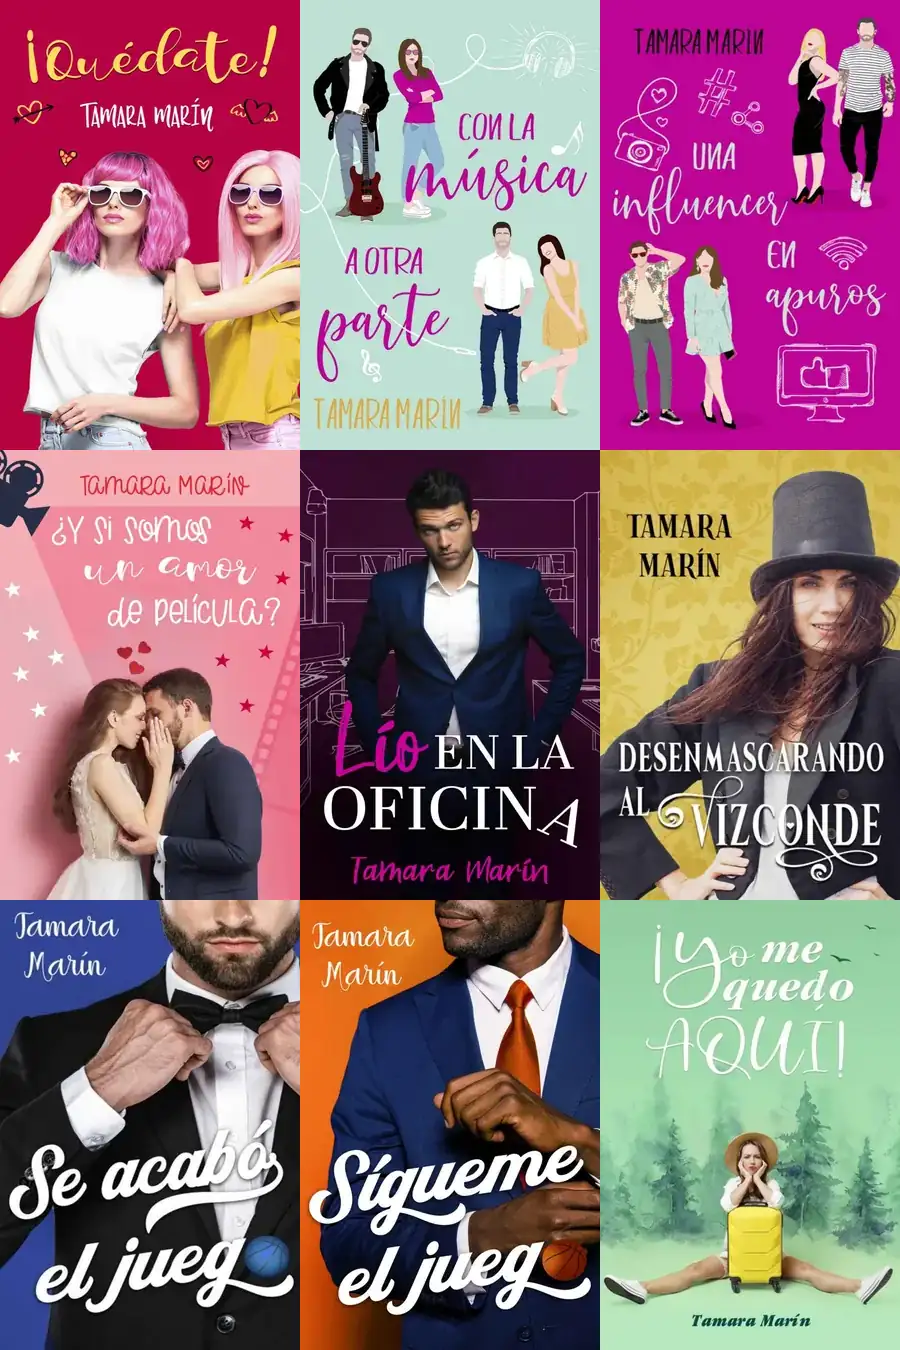 ¡Quédate!
TAMARA MARÍN
CON LA
música
A OTRA
parte
TAMARA MARÍN
TAMARA MARÍN
UNA
influencer
EN
apuros
TAMARA MARÍN
¿Y SI SOMOS
un amor
de PELÍCULA?
Lío EN LA
OFICINA
Tamara Marín
TAMARA
MARÍN
DESENMASCARANDO
AL VIZCONDE
Tamara
Marín
Se acabó
el juego
Tamara
Marín
Sígueme
el juego
¡Yo me
quedo
AQUÍ!
Tamara Marín